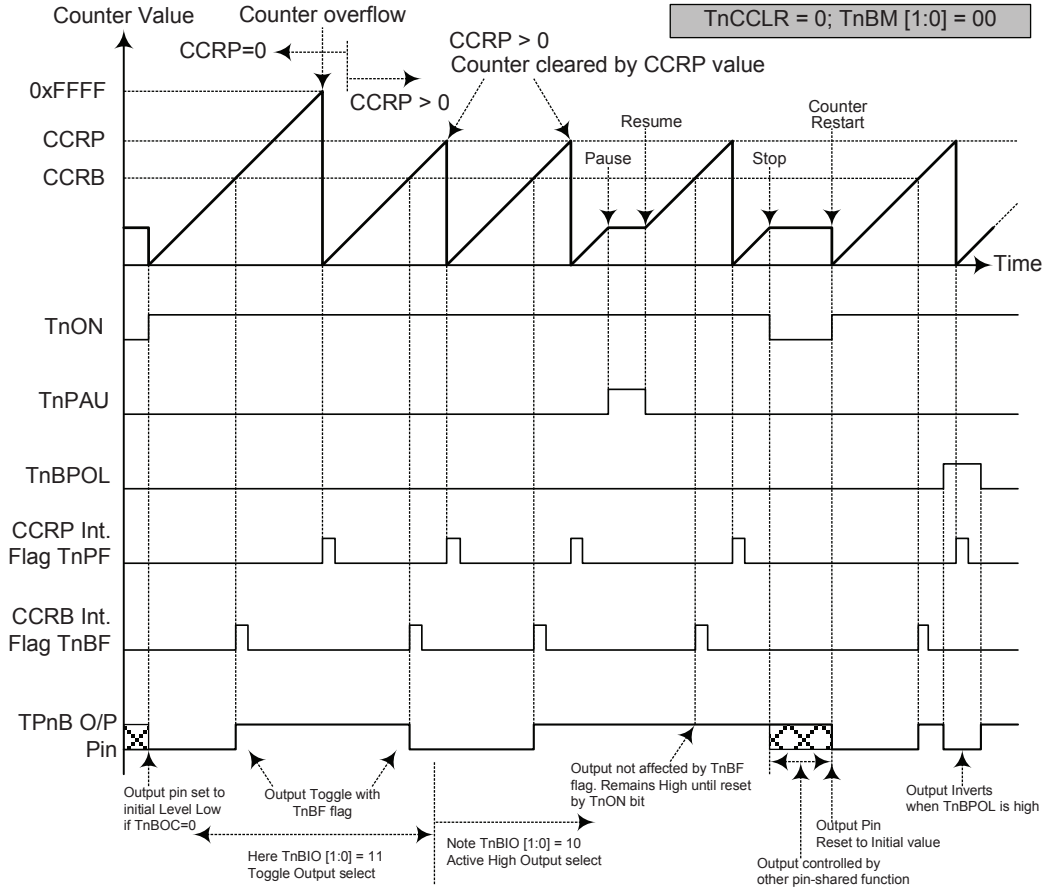 Counter Value
Counter overflow
TnCCLR = 0; TnBM [1:0] = 00
CCRP=0
CCRP > 0
CCRP > 0
Counter cleared by CCRP value
0xFFFF
CCRP
CCRB
Pause
Resume
Stop
Counter
Restart
Time
TnON
TnPAU
TnBPOL
CCRP Int.
Flag TnPF
CCRB Int.
Flag TnBF
TPnB O/P
Pin
Output pin set to
initial Level Low
if TnBOC=0
Output Toggle with
TnBF flag
Output not affected by TnBF
flag. Remains High until reset
by TnON bit
Output Inverts
when TnBPOL is high
Output Pin
Reset to Initial value
Here TnBIO [1:0] = 11
Toggle Output select
Note TnBIO [1:0] = 10
Active High Output select
Output controlled by
other pin-shared function